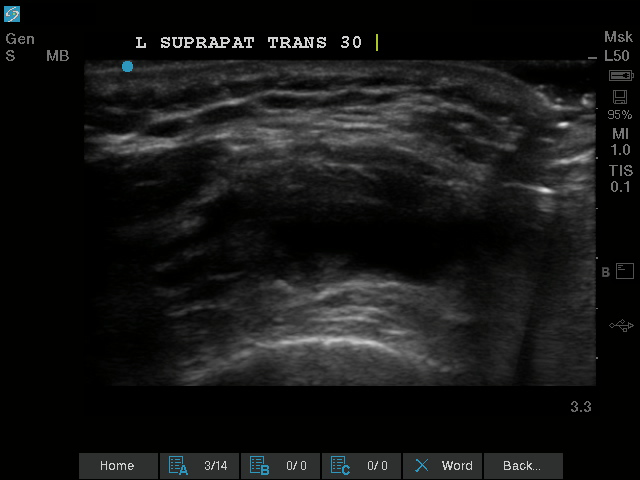 L SUPRAPAT TRANS 30
Gen
S MB
Msk
L50
95%
MI
1.0
TIS
0.1
B
3.3
Home
A 3/14
B 0/0
C 0/0
Word
Back...